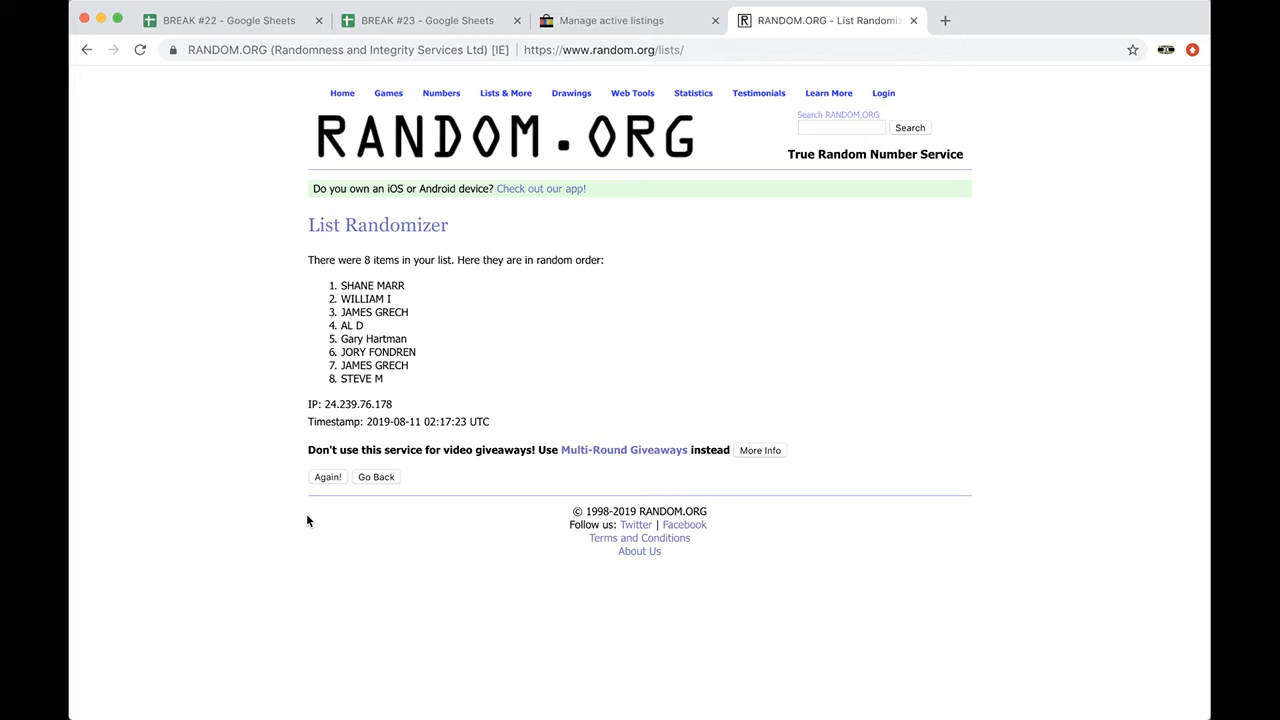 BREAK #22 - Google Sheets
BREAK #23 - Google Sheets
Manage active listings
RANDOM.ORG - List Randomiz
RANDOM.ORG (Randomness and Integrity Services Ltd) [IE] https://www.random.org/lists/
Home Games Numbers Lists & More Drawings Web Tools Statistics Testimonials Learn More Login
RANDOM.ORG
Search RANDOM.ORG
Search
True Random Number Service
Do you own an iOS or Android device? Check out our app!
List Randomizer
There were 8 items in your list. Here they are in random order:
1. SHANE MARR
2. WILLIAM I
3. JAMES GRECH
4. AL D
5. Gary Hartman
6. JORY FONDREN
7. JAMES GRECH
8. STEVE M
IP: 24.239.76.178
Timestamp: 2019-08-11 02:17:23 UTC
Don't use this service for video giveaways! Use Multi-Round Giveaways instead More Info
Again! Go Back
© 1998-2019 RANDOM.ORG
Follow us: Twitter | Facebook
Terms and Conditions
About Us